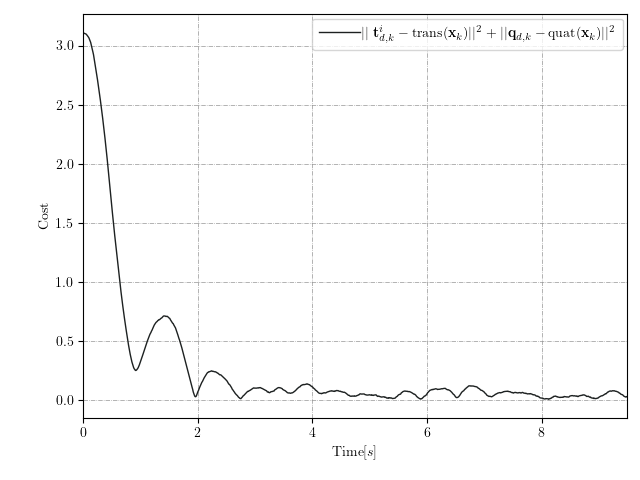 || t^i_{d,k} − trans(x_k)||² + ||q_{d,k} − quat(x_k)||²
3.0
2.5
2.0
1.5
1.0
0.5
0.0
Cost
0 2 4 6 8
Time[s]